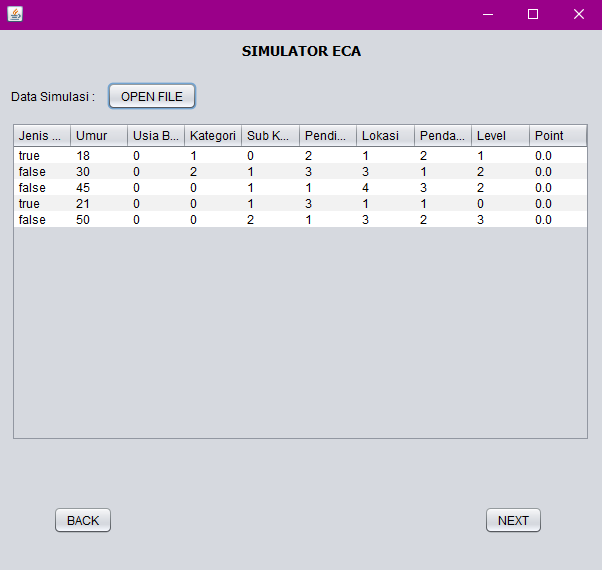 SIMULATOR ECA
Data Simulasi : OPEN FILE
Jenis ... Umur Usia B... Kategori Sub K... Pendi... Lokasi Penda... Level Point
true 18 0 1 0 2 1 2 1 0.0
false 30 0 2 1 3 3 1 2 0.0
false 45 0 0 1 1 4 3 2 0.0
true 21 0 0 1 3 1 1 0 0.0
false 50 0 0 2 1 3 2 3 0.0
BACK NEXT